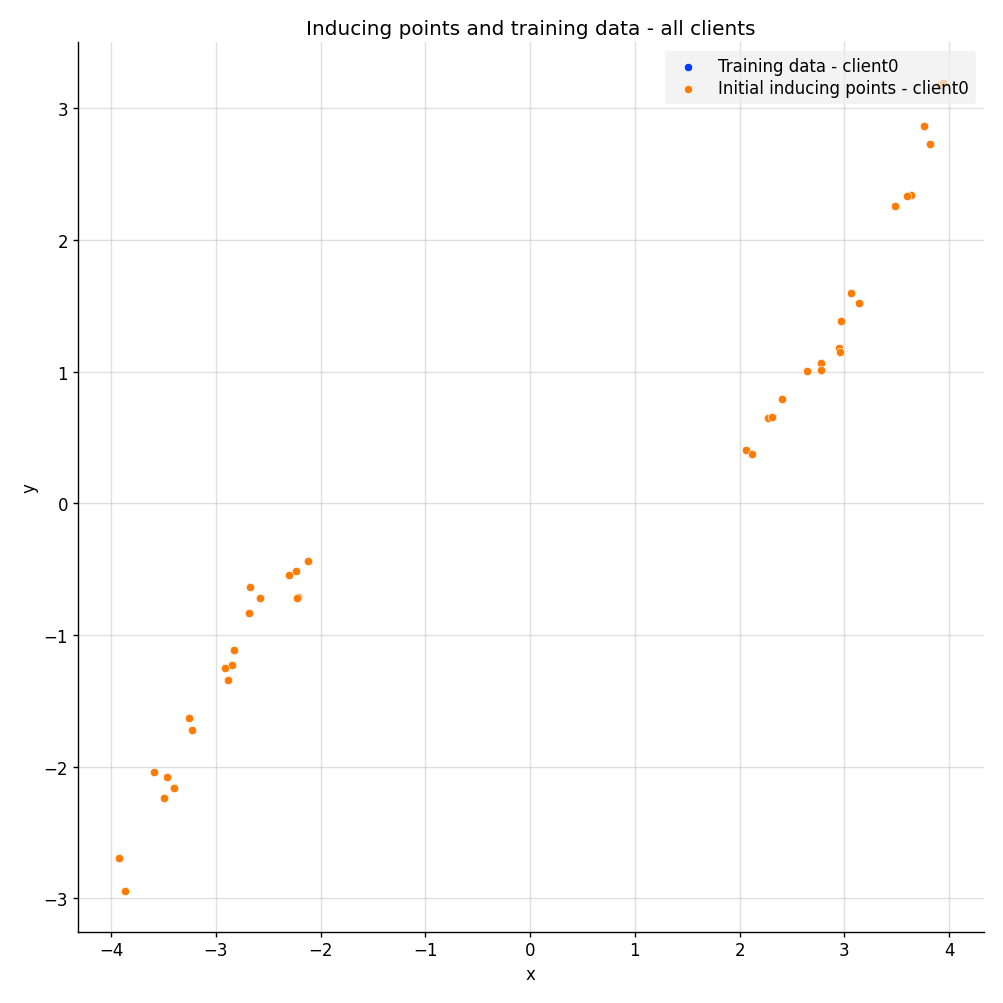 Inducing points and training data - all clients
Training data - client0
Initial inducing points - client0
3
2
1
0
−1
−2
−3
y
−4 −3 −2 −1 0 1 2 3 4
x